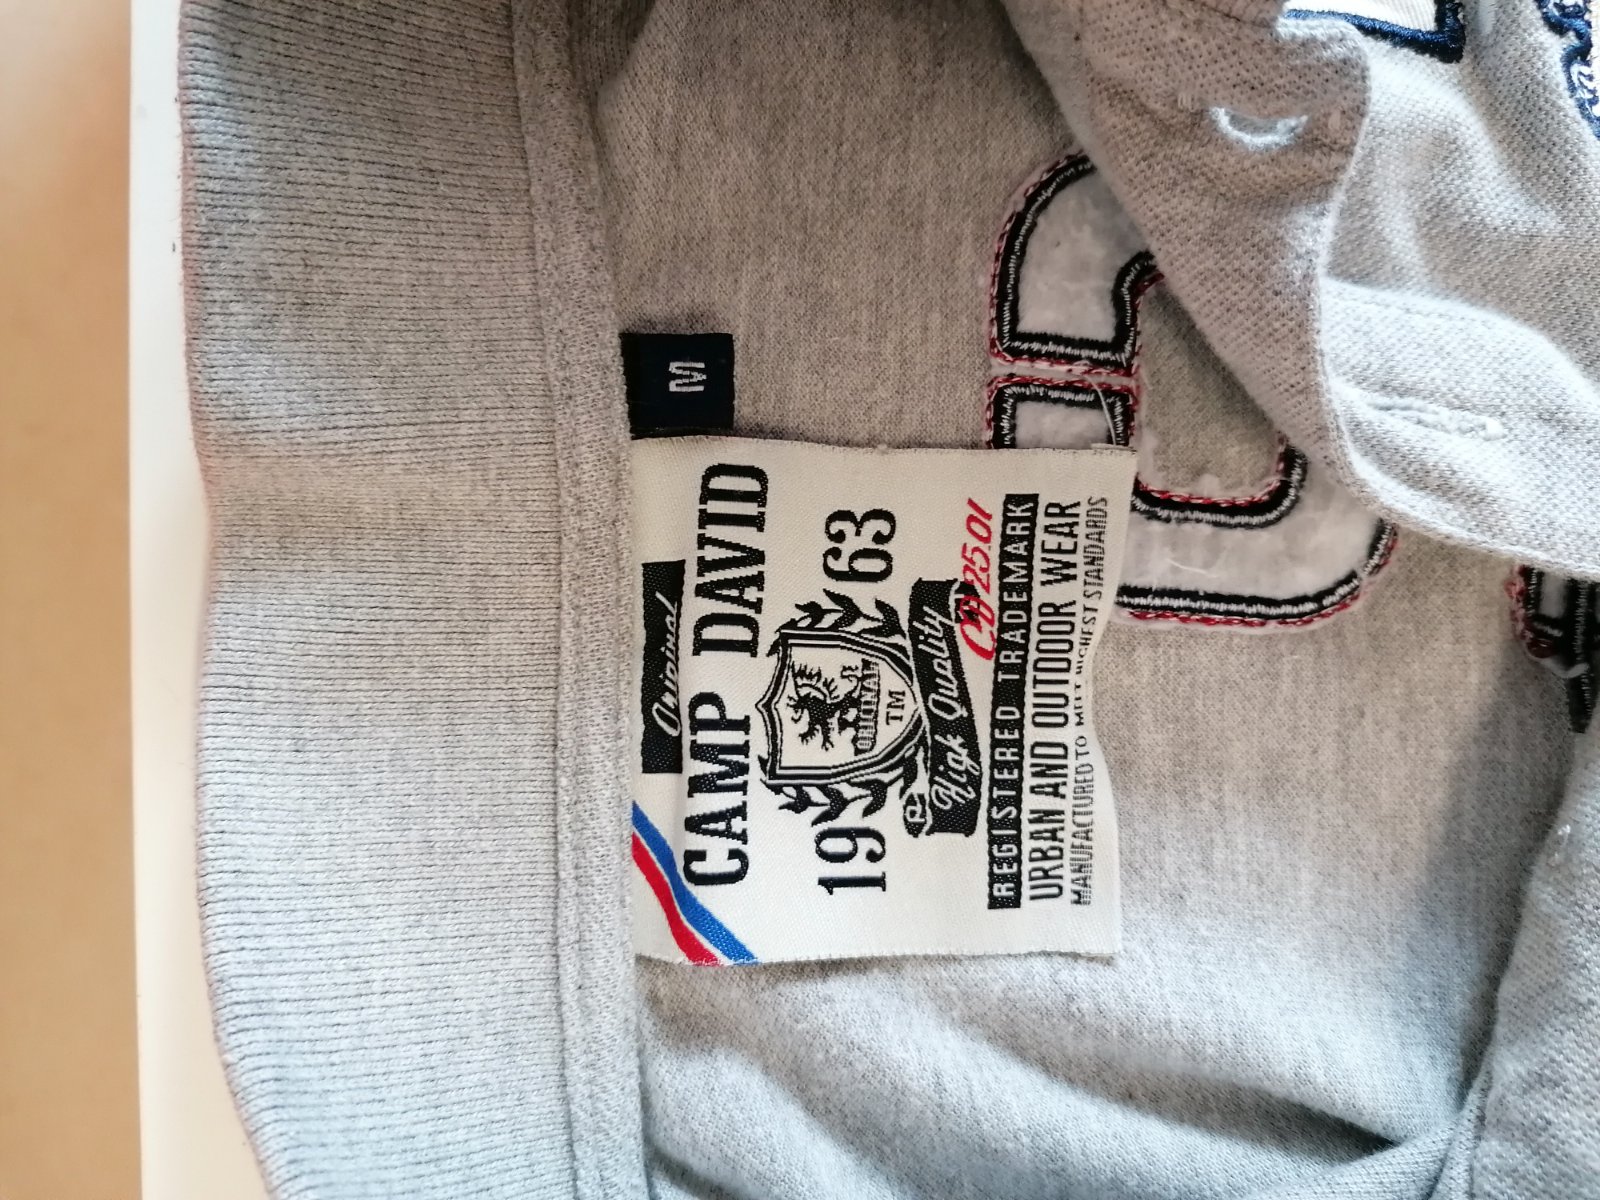 M
Original
CAMP DAVID
19 63
ORIGINAL
TM
High Quality
CD 25.01
REGISTERED TRADEMARK
URBAN AND OUTDOOR WEAR
MANUFACTURED TO MEET HIGHEST STANDARDS